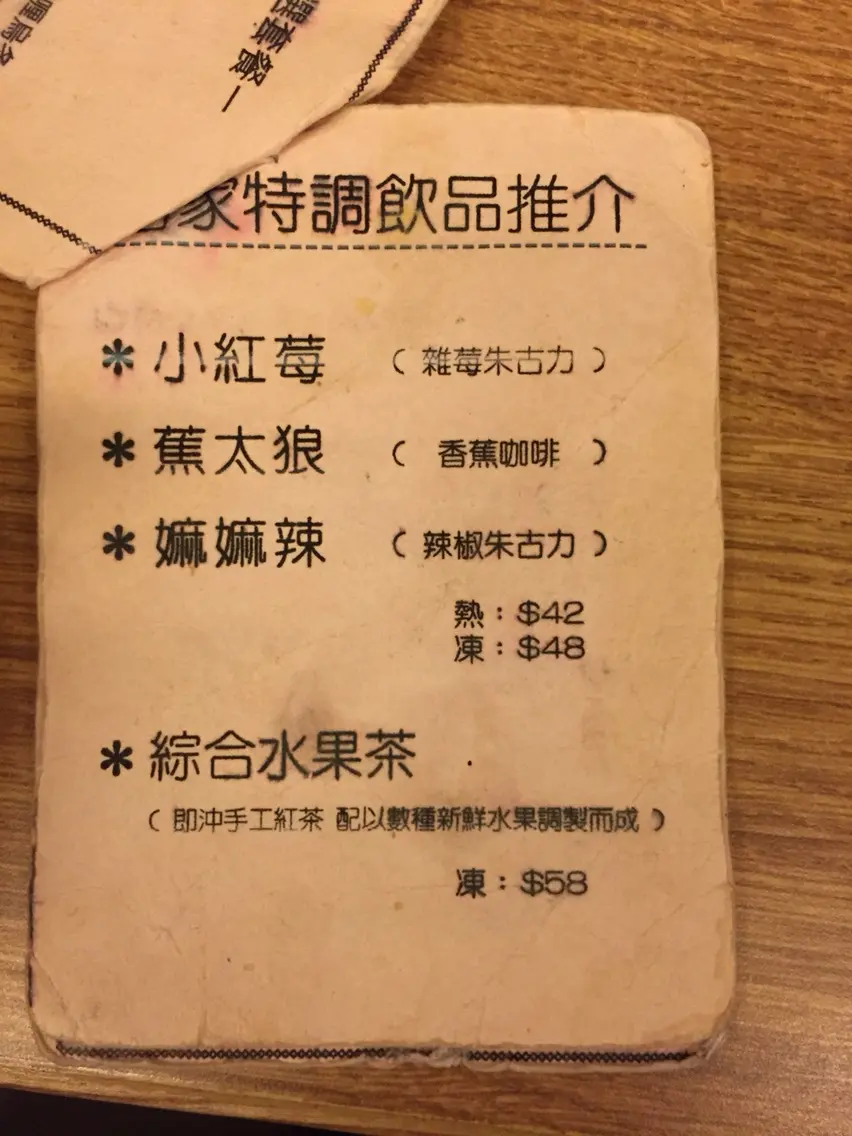 套餐一
家特調飲品推介
* 小紅莓 ( 雜莓朱古力 )
* 蕉太狼 ( 香蕉咖啡 )
* 嫲嫲辣 ( 辣椒朱古力 )
熱：$42
凍：$48
* 綜合水果茶
( 即沖手工紅茶 配以數種新鮮水果調製而成 )
凍：$58